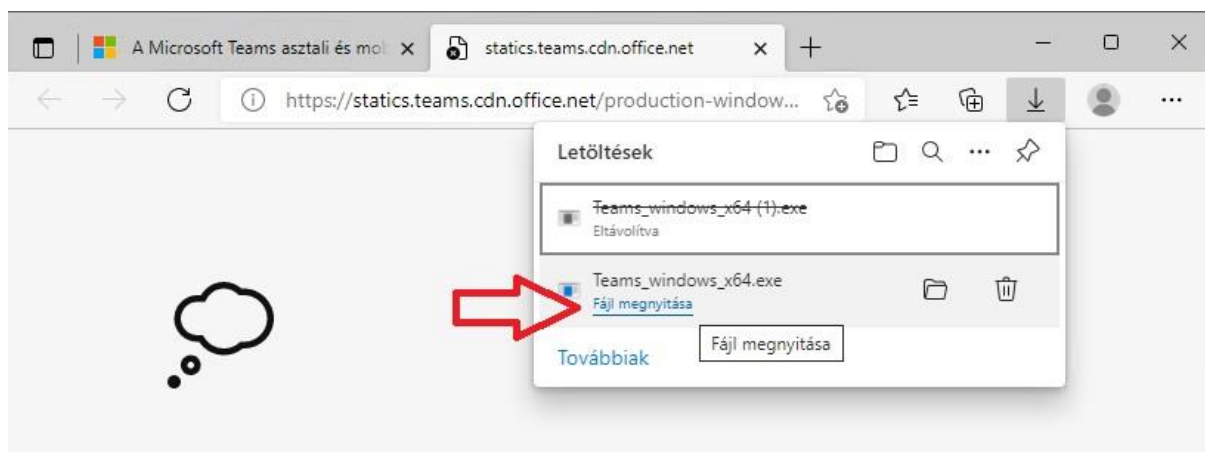 A Microsoft Teams asztali és mol
statics.teams.cdn.office.net
https://statics.teams.cdn.office.net/production-window...
Letöltések
Teams_windows_x64 (1).exe
Eltávolítva
Teams_windows_x64.exe
Fájl megnyitása
Fájl megnyitása
Továbbiak